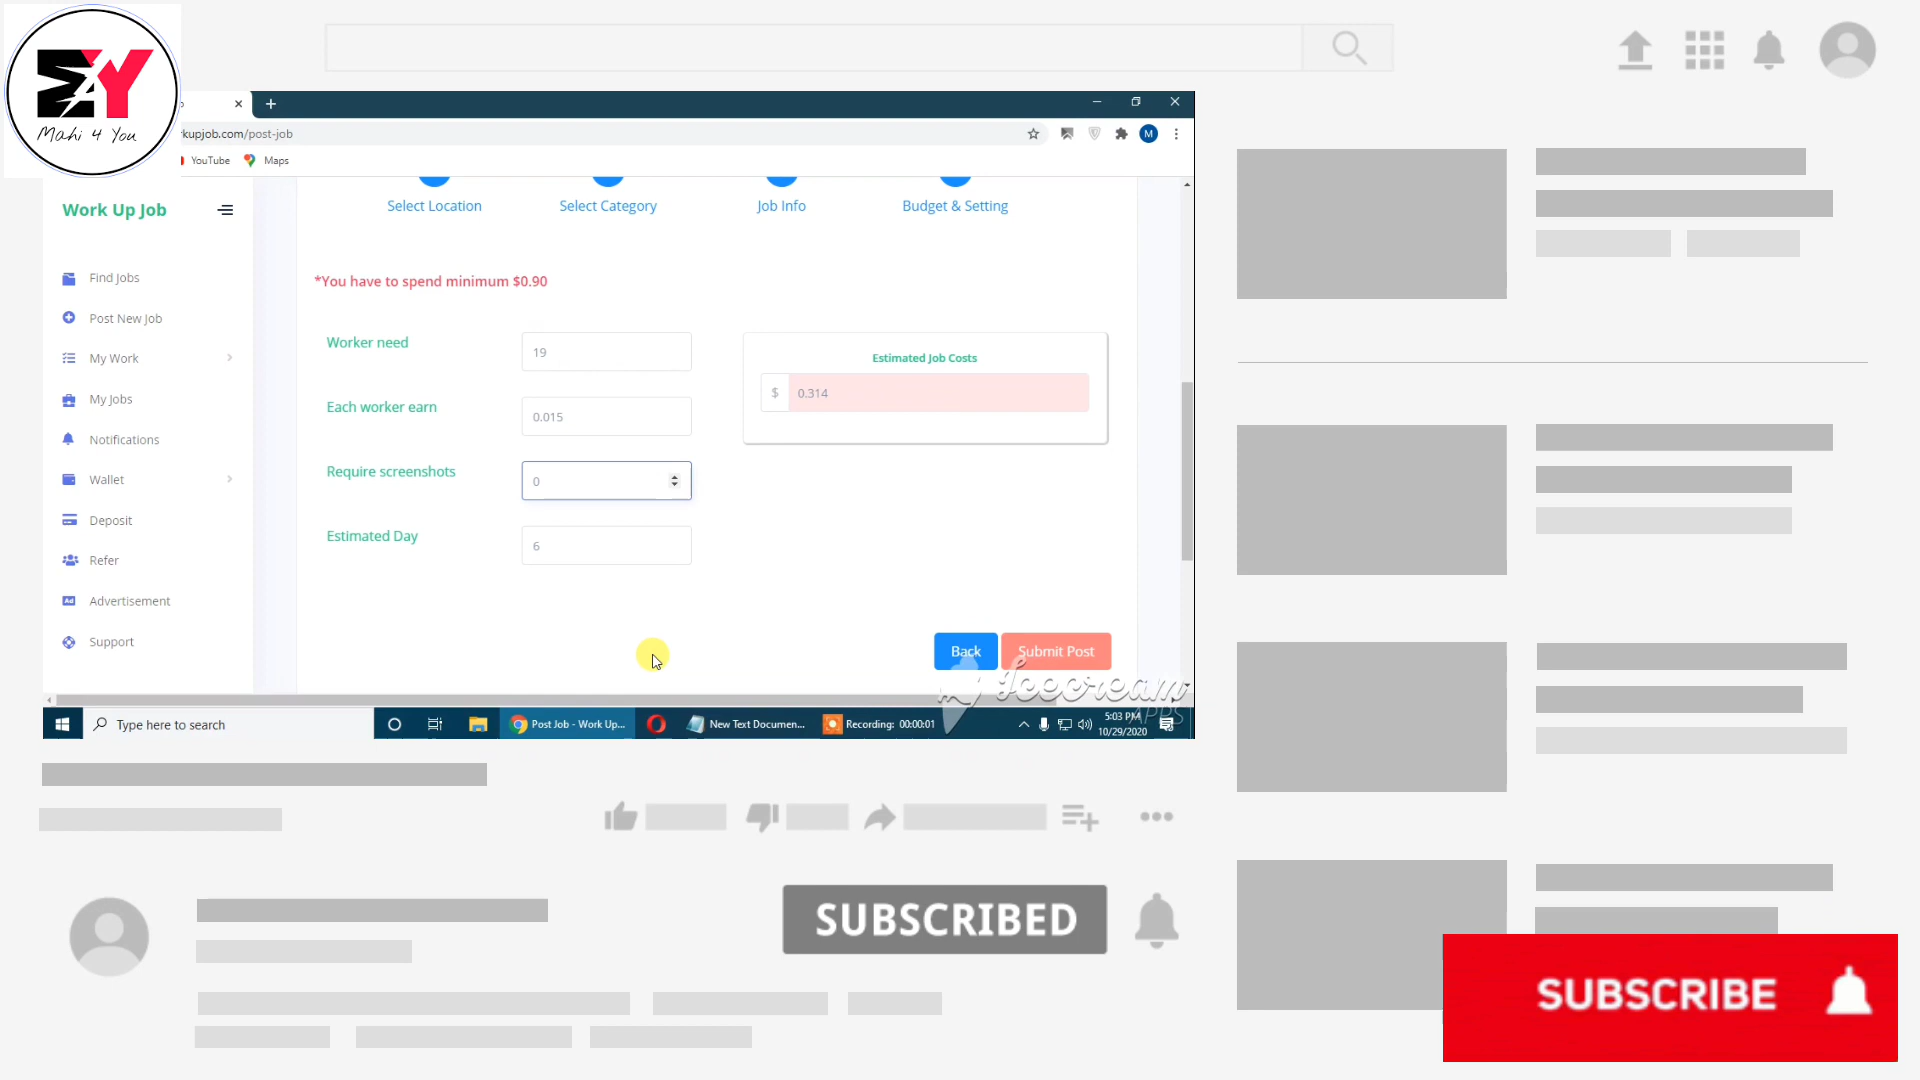 Mahi 4 You
rkupjob.com/post-job
M
YouTube
Maps
Work Up Job
Select Location
Select Category
Job Info
Budget & Setting
Find Jobs
Post New Job
My Work
My Jobs
Notifications
Wallet
Deposit
Refer
Ad
Advertisement
Support
*You have to spend minimum $0.90
Worker need
19
Each worker earn
0.015
Require screenshots
0
Estimated Day
6
Estimated Job Costs
$
0.314
Back
Submit Post
Icecream
APPS
Type here to search
Post Job - Work Up...
New Text Documen...
Recording: 00:00:01
5:03 PM
10/29/2020
SUBSCRIBED
SUBSCRIBE